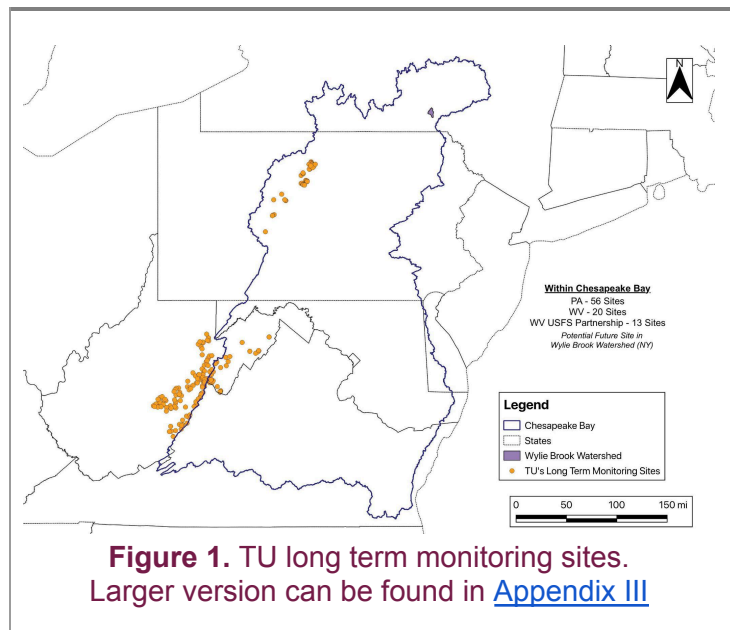 N
Within Chesapeake Bay
PA - 56 Sites
WV - 20 Sites
WV USFS Partnership - 13 Sites
Potential Future Site in
Wylie Brook Watershed (NY)
Legend
Chesapeake Bay
States
Wylie Brook Watershed
TU's Long Term Monitoring Sites
0 50 100 150 mi
Figure 1. TU long term monitoring sites.
Larger version can be found in Appendix III